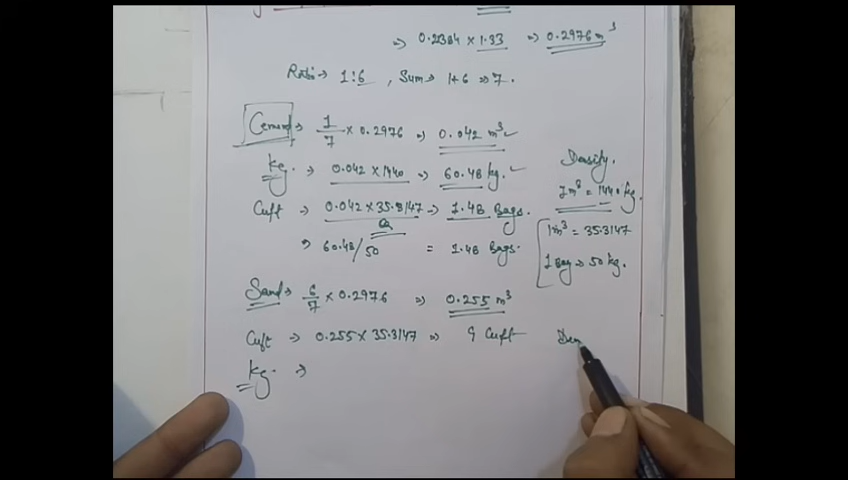 ⇒ 0.2384 × 1.33 ⇒ 0.2976 m³
Ratio → 1:6 , Sum → 1+6 ⇒ 7.
Cement → 1/7 × 0.2976 ⇒ 0.042 m³
Kg. → 0.042 × 1440 ⇒ 60.48 kg.
Density.
1m³ = 1440 kg.
Cuft → 0.042 × 35.3147 → 1.48 Bags.
1m³ = 35.3147
⇒ 60.48/50 = 1.48 Bags.
1 Bag ⇒ 50 kg.
Sand → 6/7 × 0.2976 ⇒ 0.255 m³
Cuft → 0.255 × 35.3147 ⇒ 9 Cuft
Den
Kg. →